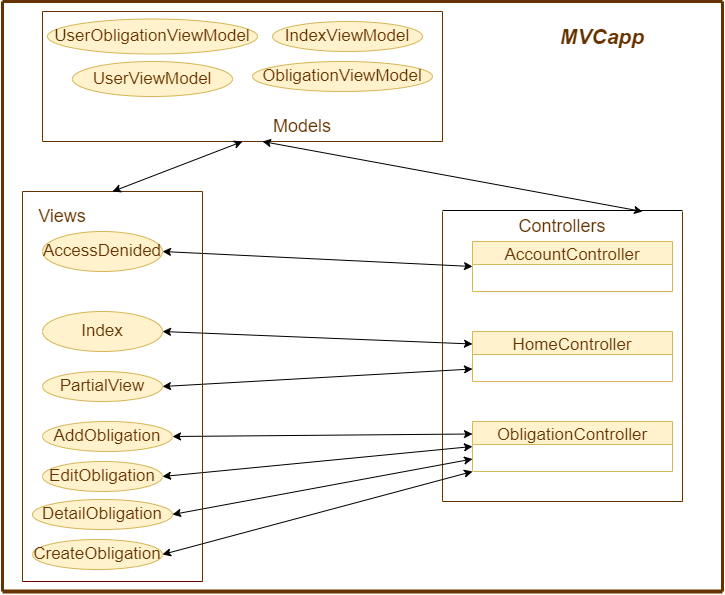 MVCapp
UserObligationViewModel
IndexViewModel
UserViewModel
ObligationViewModel
Models
Views
AccessDenided
Index
PartialView
AddObligation
EditObligation
DetailObligation
CreateObligation
Controllers
AccountController
HomeController
ObligationController